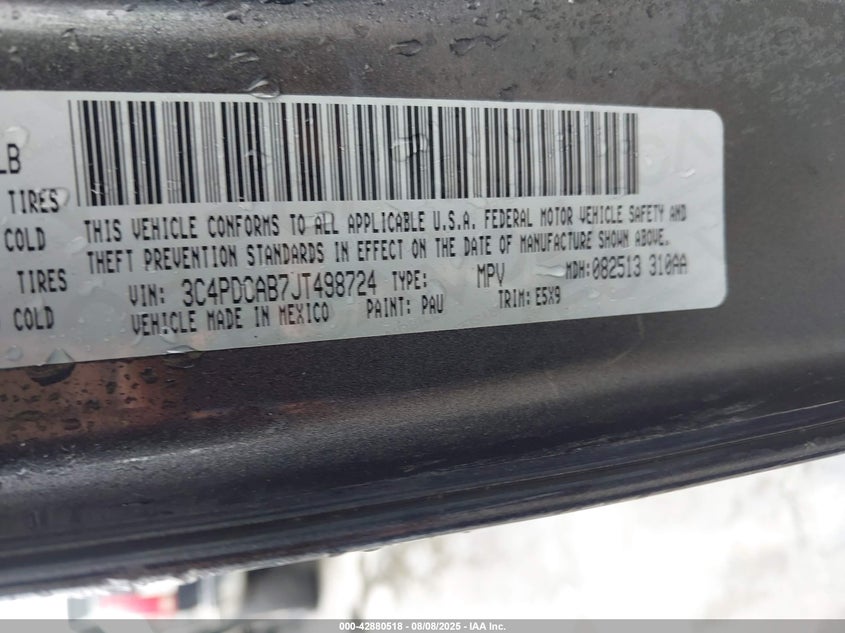 LB
TIRES
COLD
TIRES
COLD
THIS VEHICLE CONFORMS TO ALL APPLICABLE U.S.A. FEDERAL MOTOR VEHICLE SAFETY AND
THEFT PREVENTION STANDARDS IN EFFECT ON THE DATE OF MANUFACTURE SHOWN ABOVE.
VIN: 3C4PDCAB7JT498724 TYPE: MPV MDH:082513 310AA
VEHICLE MADE IN MEXICO PAINT: PAU TRIM: E5X9
000-42880518 - 08/08/2025 - IAA Inc.